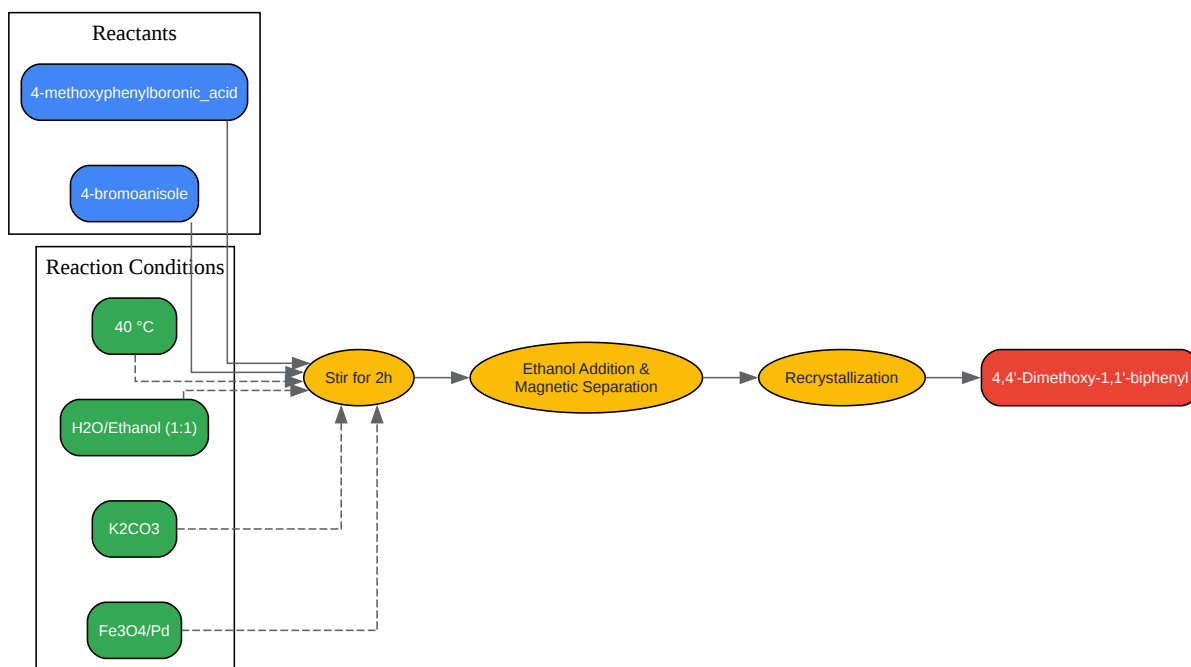 Reactants
4-methoxyphenylboronic_acid
4-bromoanisole
Reaction Conditions
40 °C
H2O/Ethanol (1:1)
K2CO3
Fe3O4/Pd
Stir for 2h
Ethanol Addition &
Magnetic Separation
Recrystallization
4,4'-Dimethoxy-1,1'-biphenyl